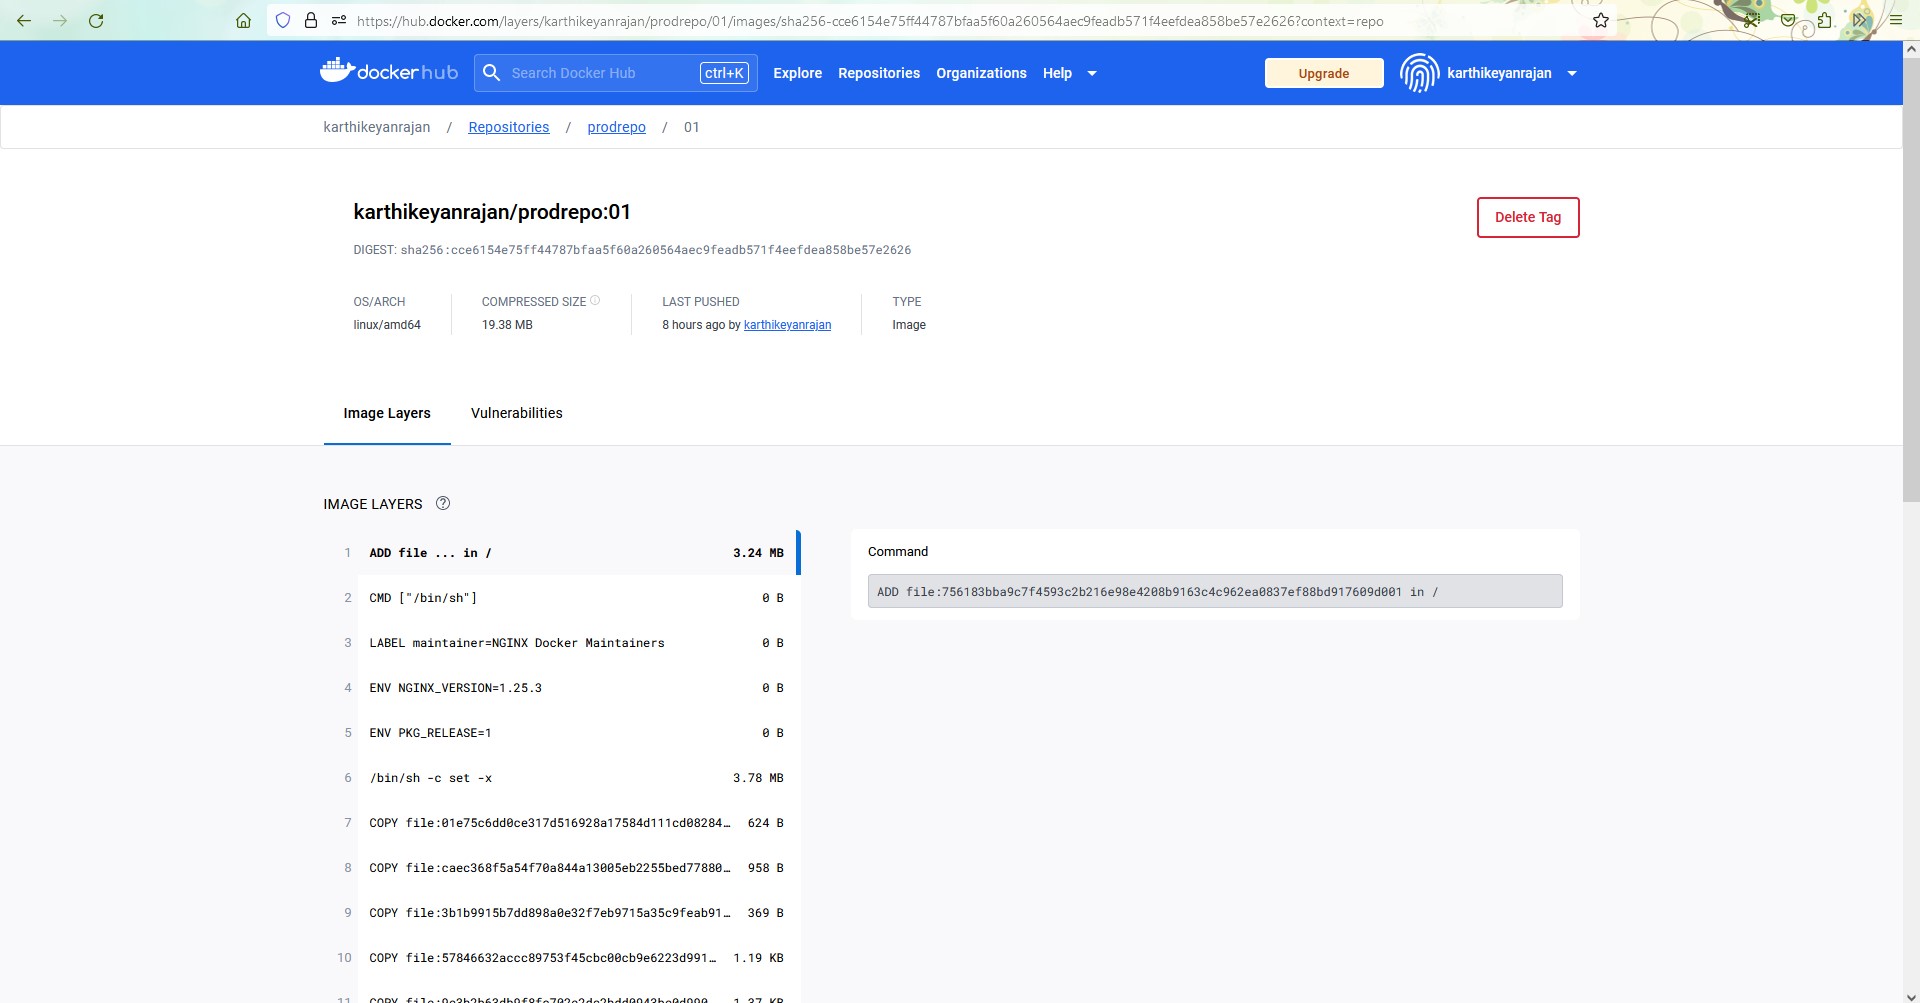 https://hub.docker.com/layers/karthikeyanrajan/prodrepo/01/images/sha256-cce6154e75ff44787bfaa5f60a260564aec9feadb571f4eefdea858be57e2626?context=repo
docker hub Search Docker Hub ctrl+K Explore Repositories Organizations Help Upgrade karthikeyanrajan
karthikeyanrajan / Repositories / prodrepo / 01
karthikeyanrajan/prodrepo:01
Delete Tag
DIGEST: sha256:cce6154e75ff44787bfaa5f60a260564aec9feadb571f4eefdea858be57e2626
OS/ARCH COMPRESSED SIZE LAST PUSHED TYPE
linux/amd64 19.38 MB 8 hours ago by karthikeyanrajan Image
Image Layers Vulnerabilities
IMAGE LAYERS
1 ADD file ... in / 3.24 MB
Command
ADD file:756183bba9c7f4593c2b216e98e4208b9163c4c962ea0837ef88bd917609d001 in /
2 CMD ["/bin/sh"] 0 B
3 LABEL maintainer=NGINX Docker Maintainers 0 B
4 ENV NGINX_VERSION=1.25.3 0 B
5 ENV PKG_RELEASE=1 0 B
6 /bin/sh -c set -x 3.78 MB
7 COPY file:01e75c6dd0ce317d516928a17584d111cd08284… 624 B
8 COPY file:caec368f5a54f70a844a13005eb2255bed77880… 958 B
9 COPY file:3b1b9915b7dd898a0e32f7eb9715a35c9feab91… 369 B
10 COPY file:57846632accc89753f45cbc00cb9e6223d991… 1.19 KB
11 COPY 1.37 KB